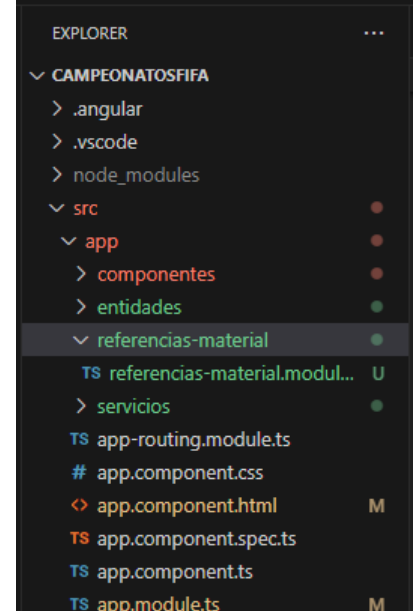 EXPLORER ...
CAMPEONATOSFIFA
.angular
.vscode
node_modules
src
app
componentes
entidades
referencias-material
TS referencias-material.modul... U
servicios
TS app-routing.module.ts
# app.component.css
<> app.component.html M
TS app.component.spec.ts
TS app.component.ts
TS app.module.ts M